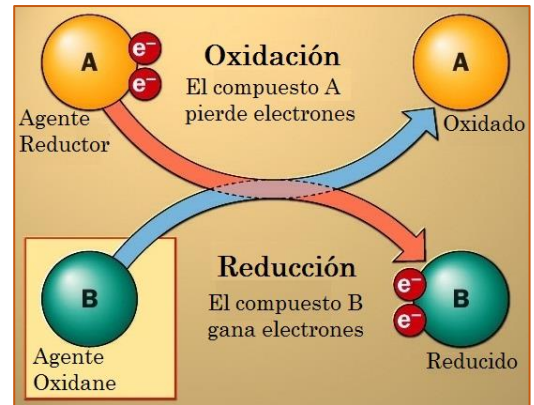 A
e-
e-
Agente
Reductor
Oxidación
El compuesto A
pierde electrones
A
Oxidado
B
Agente
Oxidane
Reducción
El compuesto B
gana electrones
e-
e-
B
Reducido